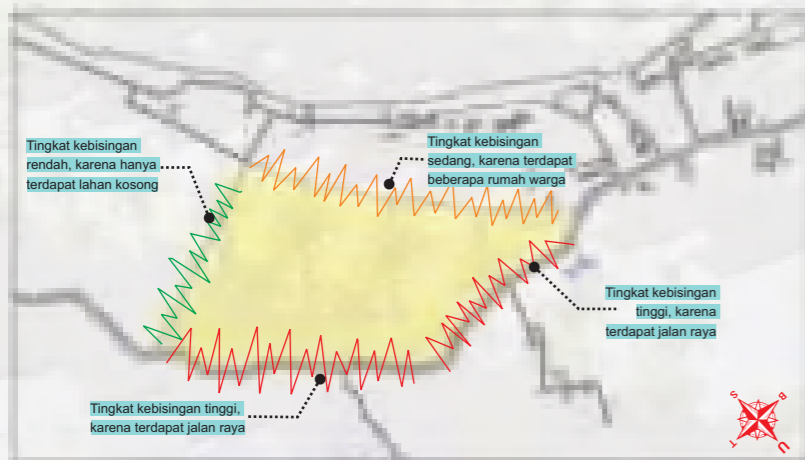 Tingkat kebisingan
rendah, karena hanya
terdapat lahan kosong
Tingkat kebisingan
sedang, karena terdapat
beberapa rumah warga
Tingkat kebisingan
tinggi, karena
terdapat jalan raya
Tingkat kebisingan tinggi,
karena terdapat jalan raya
S
B
T
U